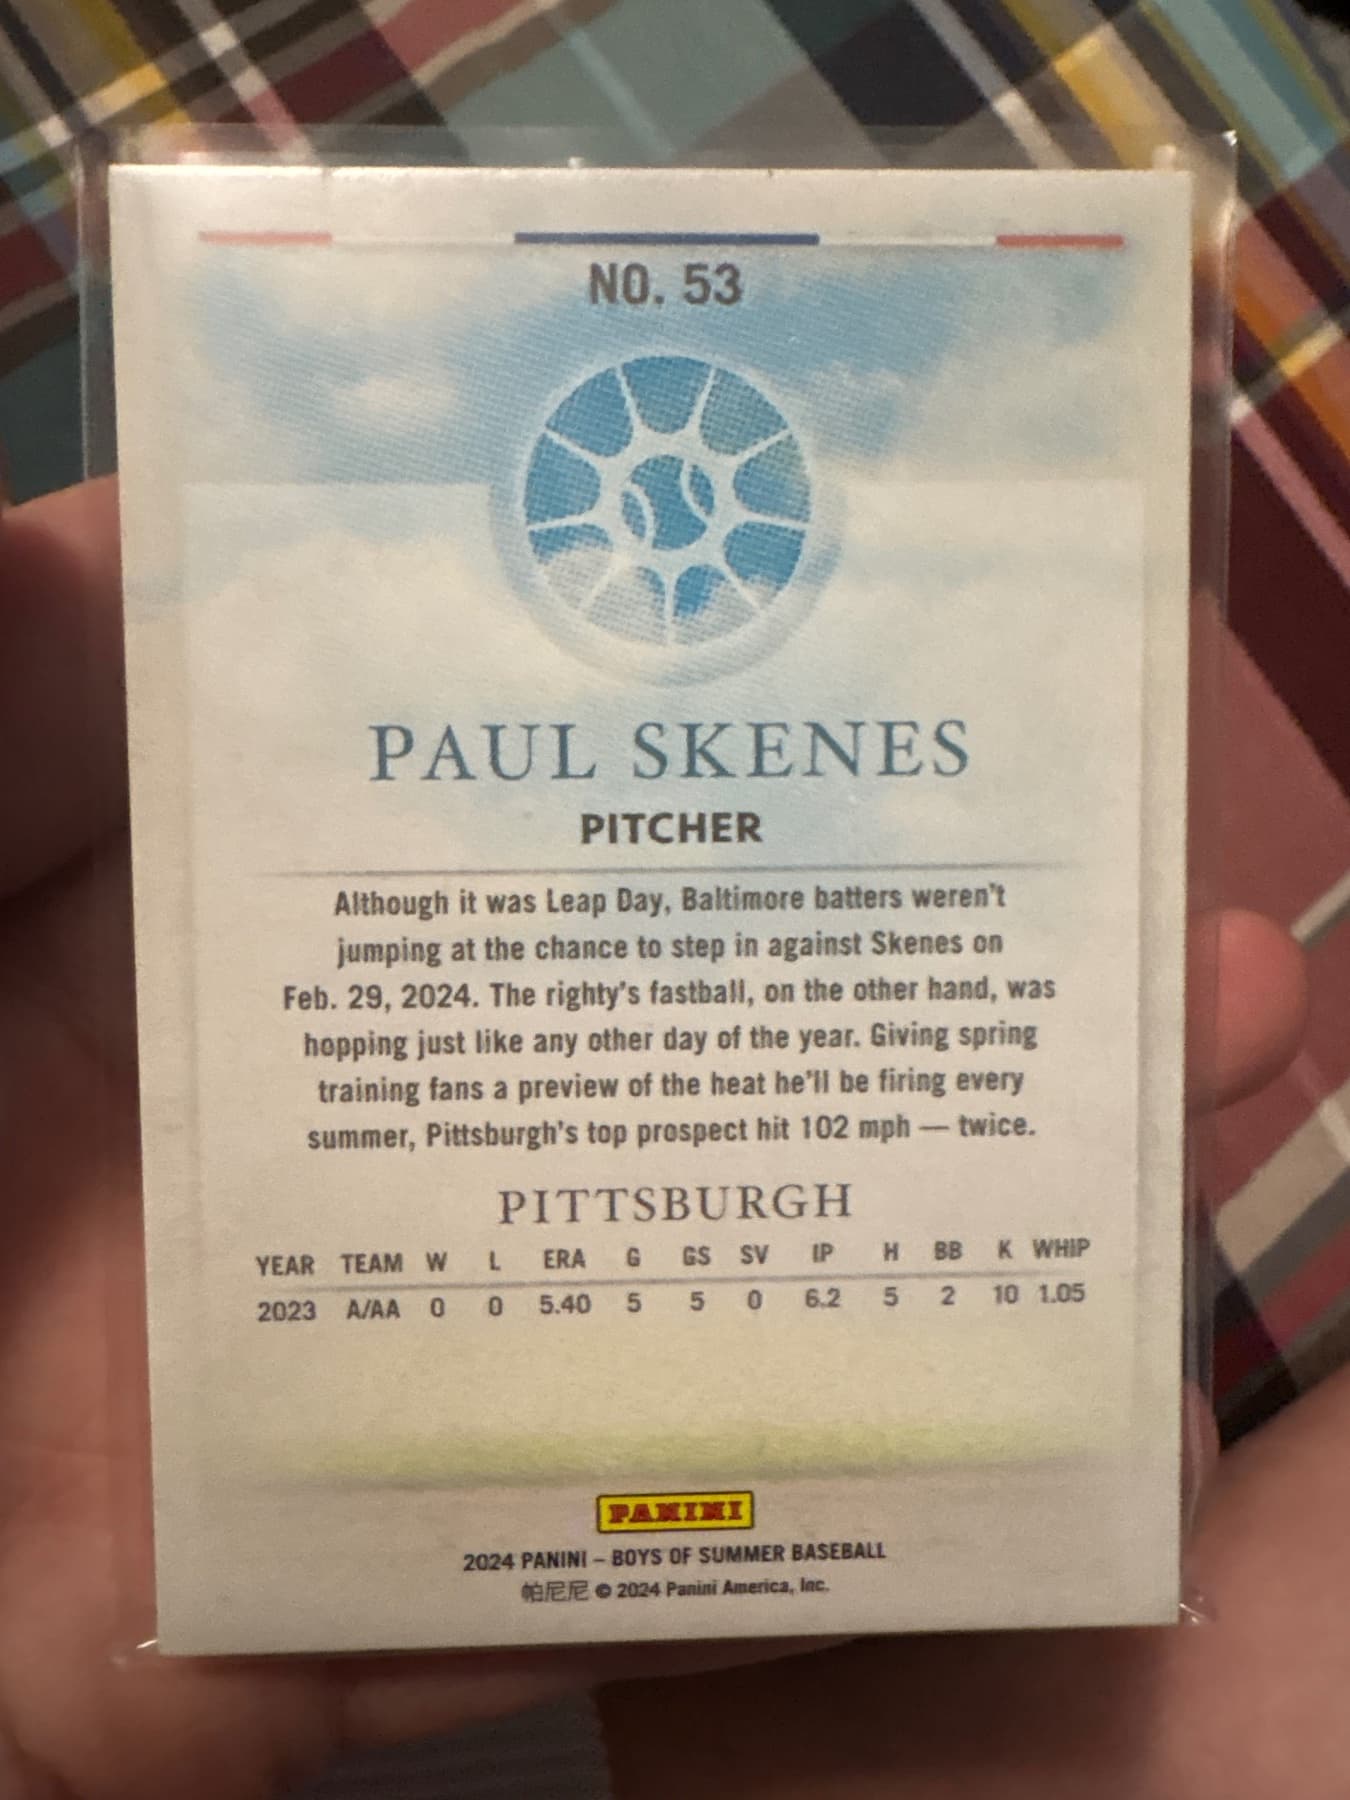 NO. 53
PAUL SKENES
PITCHER
Although it was Leap Day, Baltimore batters weren't
jumping at the chance to step in against Skenes on
Feb. 29, 2024. The righty's fastball, on the other hand, was
hopping just like any other day of the year. Giving spring
training fans a preview of the heat he'll be firing every
summer, Pittsburgh's top prospect hit 102 mph — twice.
PITTSBURGH
YEAR TEAM W L ERA G GS SV IP H BB K WHIP
2023 A/AA 0 0 5.40 5 5 0 6.2 5 2 10 1.05
PANINI
2024 PANINI – BOYS OF SUMMER BASEBALL
帕尼尼 © 2024 Panini America, Inc.